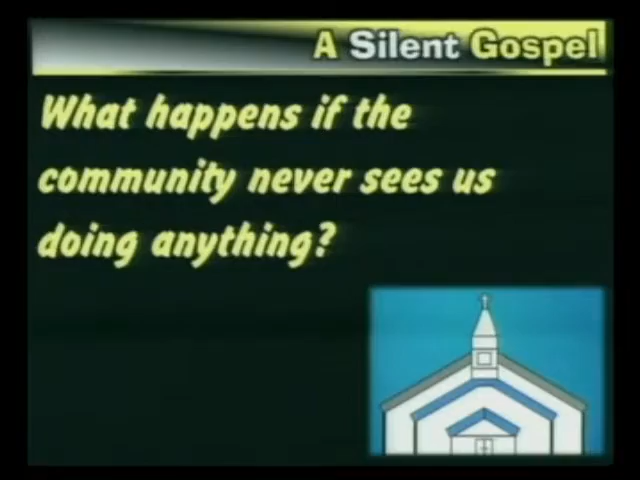 A Silent Gospel
What happens if the
community never sees us
doing anything?